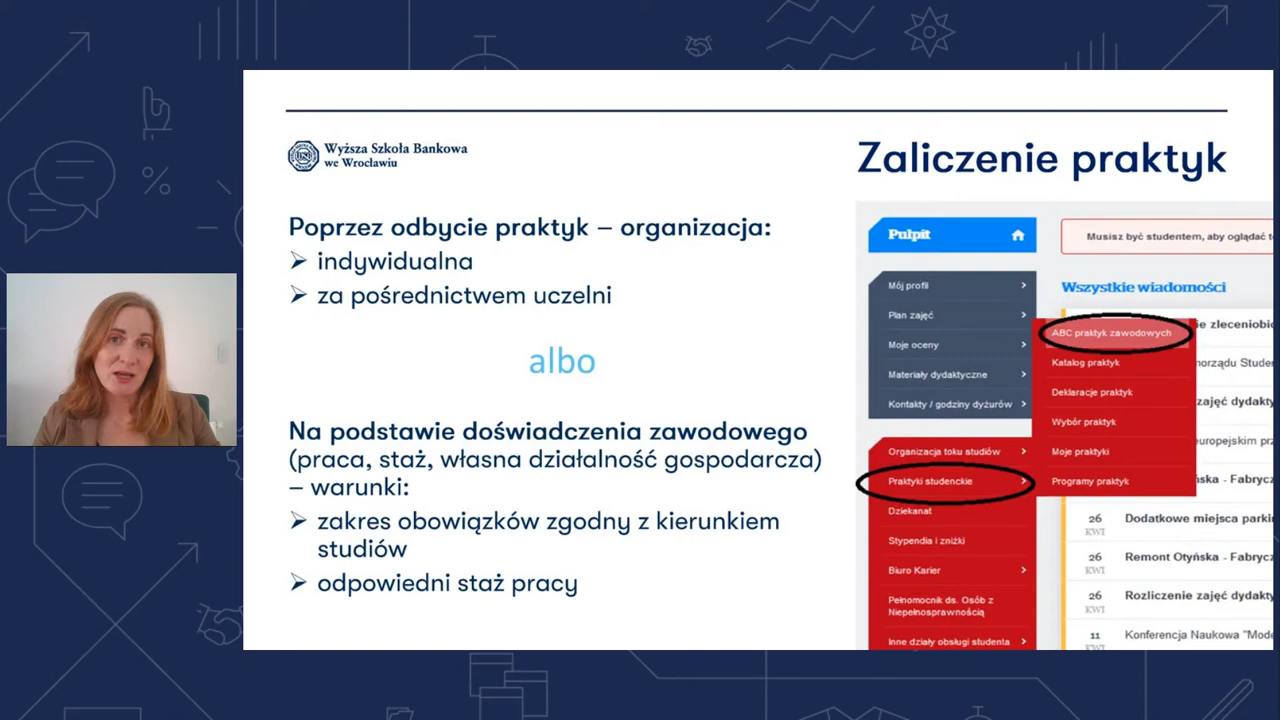 Wyższa Szkoła Bankowa
we Wrocławiu
Zaliczenie praktyk
Poprzez odbycie praktyk – organizacja:
indywidualna
za pośrednictwem uczelni
albo
Na podstawie doświadczenia zawodowego
(praca, staż, własna działalność gospodarcza)
– warunki:
zakres obowiązków zgodny z kierunkiem
studiów
odpowiedni staż pracy
Pulpit
Mój profil
Plan zajęć
Moje oceny
Materiały dydaktyczne
Kontakty / godziny dyżurów
Organizacja toku studiów
Praktyki studenckie
Dziekanat
Stypendia i zniżki
Biuro Karier
Pełnomocnik ds. Osób z
Niepełnosprawnością
Inne działy obsługi studenta
ABC praktyk zawodowych
Katalog praktyk
Deklaracje praktyk
Wybór praktyk
Moje praktyki
Programy praktyk
Musisz być studentem, aby oglądać
Wszystkie wiadomości
26 Dodatkowe miejsca
KWI
26 Remont Otyńska - Fabrycz
KWI
26 Rozliczenie zajęć dydakty
KWI
11 Konferencja Naukowa "Mode
KWI